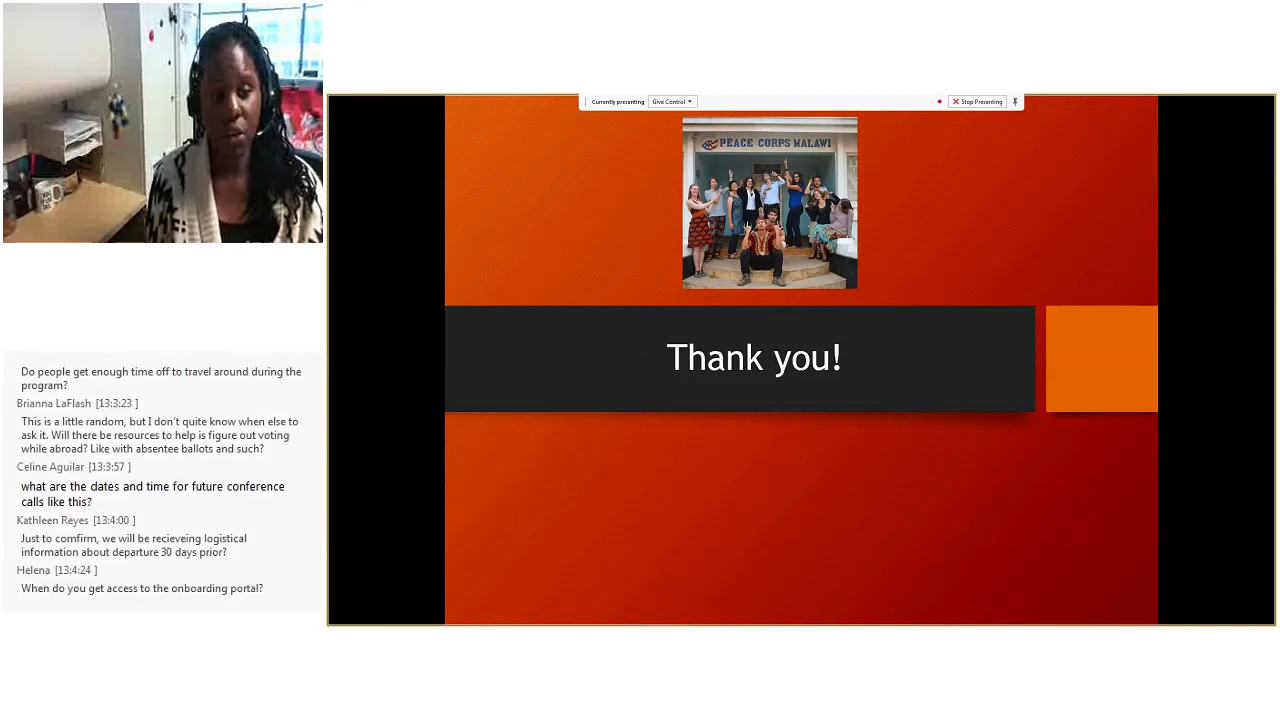 Currently presenting Give Control Stop Presenting
PEACE CORPS MALAWI
Thank you!
Do people get enough time off to travel around during the
program?
Brianna LaFlash [13:3:23 ]
This is a little random, but I don't quite know when else to
ask it. Will there be resources to help is figure out voting
while abroad? Like with absentee ballots and such?
Celine Aguilar [13:3:57 ]
what are the dates and time for future conference
calls like this?
Kathleen Reyes [13:4:00 ]
Just to comfirm, we will be recieveing logistical
information about departure 30 days prior?
Helena [13:4:24 ]
When do you get access to the onboarding portal?